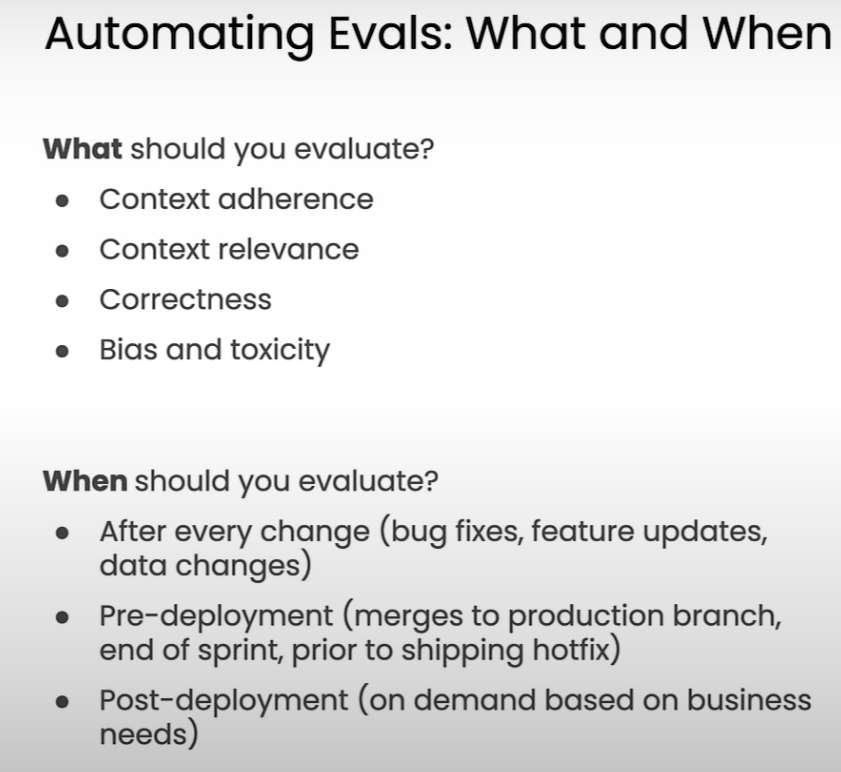 Automating Evals: What and When
What should you evaluate?
● Context adherence
● Context relevance
● Correctness
● Bias and toxicity
When should you evaluate?
● After every change (bug fixes, feature updates,
data changes)
● Pre-deployment (merges to production branch,
end of sprint, prior to shipping hotfix)
● Post-deployment (on demand based on business
needs)